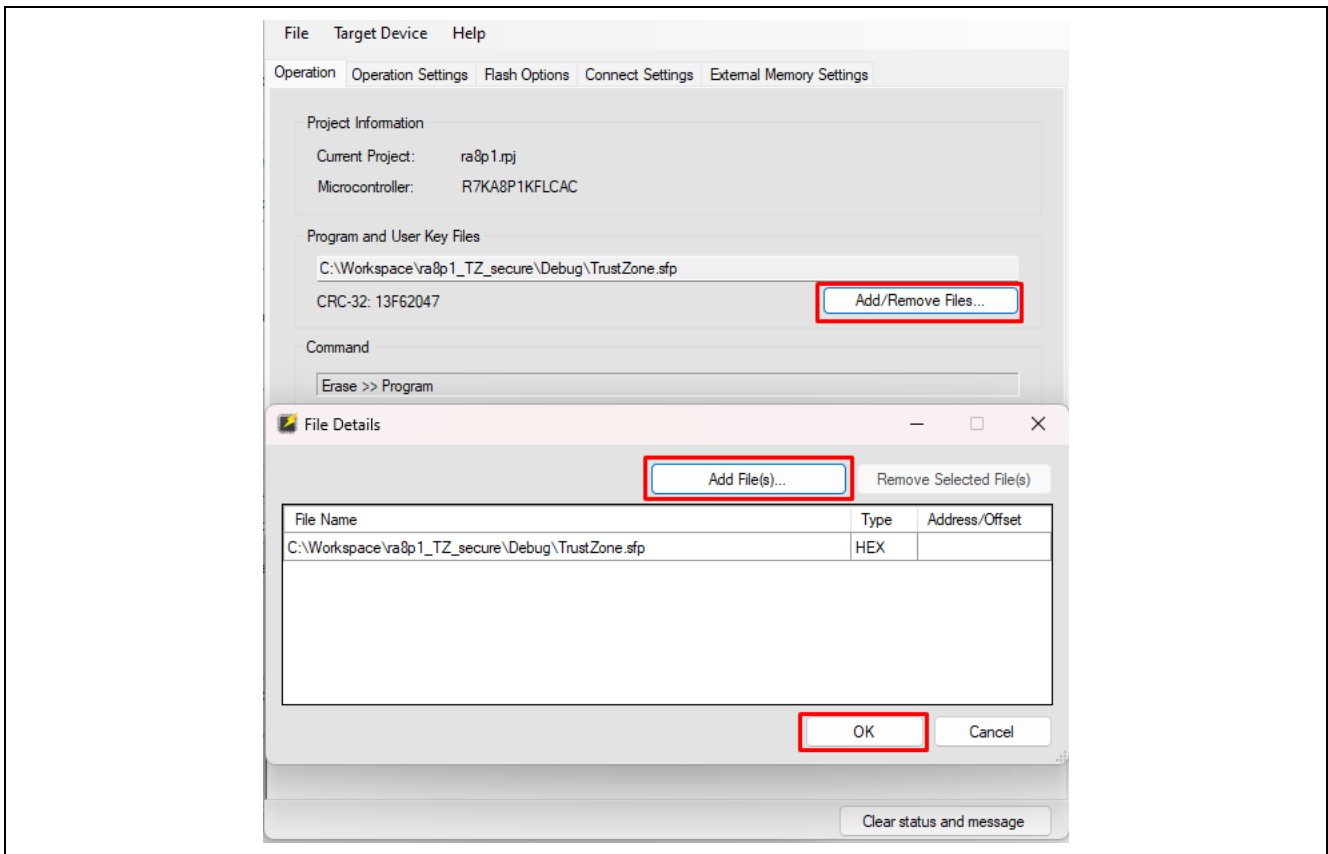 File Target Device Help
Operation Operation Settings Flash Options Connect Settings External Memory Settings
Project Information
Current Project: ra8p1.rpj
Microcontroller: R7KA8P1KFLCAC
Program and User Key Files
C:\Workspace\ra8p1_TZ_secure\Debug\TrustZone.sfp
CRC-32: 13F62047 Add/Remove Files...
Command
Erase >> Program
File Details
Add File(s)... Remove Selected File(s)
File Name Type Address/Offset
C:\Workspace\ra8p1_TZ_secure\Debug\TrustZone.sfp HEX
OK Cancel
Clear status and message